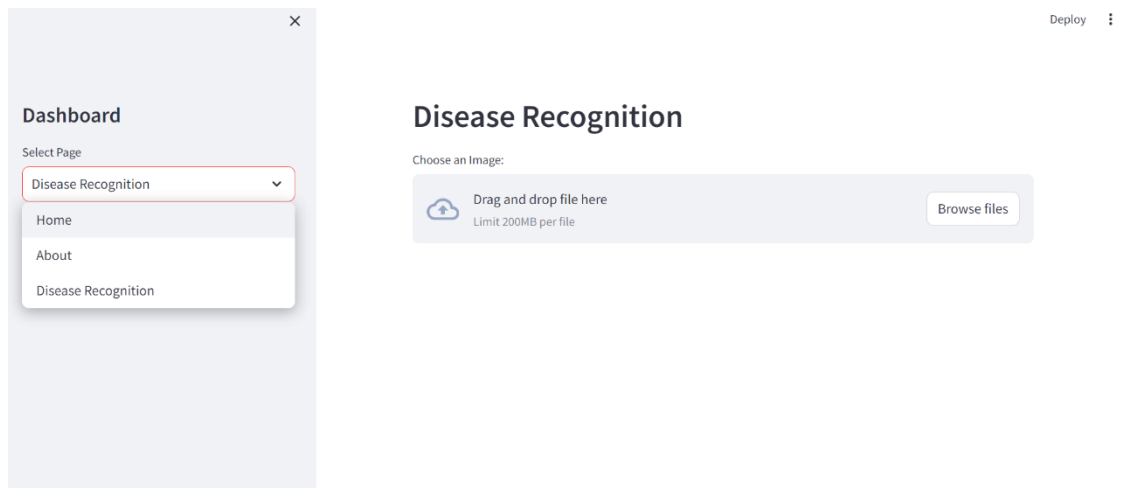 Deploy
Dashboard
Select Page
Disease Recognition
Home
About
Disease Recognition
Disease Recognition
Choose an Image:
Drag and drop file here
Limit 200MB per file
Browse files